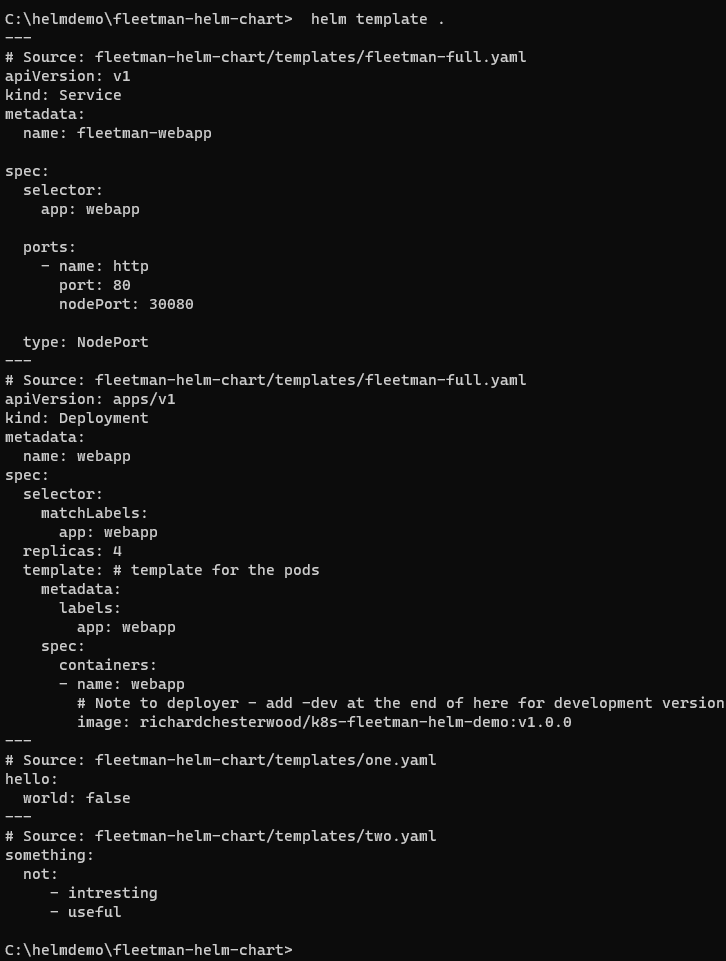 C:\helmdemo\fleetman-helm-chart>  helm template .
---
# Source: fleetman-helm-chart/templates/fleetman-full.yaml
apiVersion: v1
kind: Service
metadata:
  name: fleetman-webapp

spec:
  selector:
    app: webapp

  ports:
    - name: http
      port: 80
      nodePort: 30080

  type: NodePort
---
# Source: fleetman-helm-chart/templates/fleetman-full.yaml
apiVersion: apps/v1
kind: Deployment
metadata:
  name: webapp
spec:
  selector:
    matchLabels:
      app: webapp
  replicas: 4
  template: # template for the pods
    metadata:
      labels:
        app: webapp
    spec:
      containers:
      - name: webapp
        # Note to deployer - add -dev at the end of here for development version
        image: richardchesterwood/k8s-fleetman-helm-demo:v1.0.0
---
# Source: fleetman-helm-chart/templates/one.yaml
hello:
  world: false
---
# Source: fleetman-helm-chart/templates/two.yaml
something:
  not:
     - intresting
     - useful

C:\helmdemo\fleetman-helm-chart>